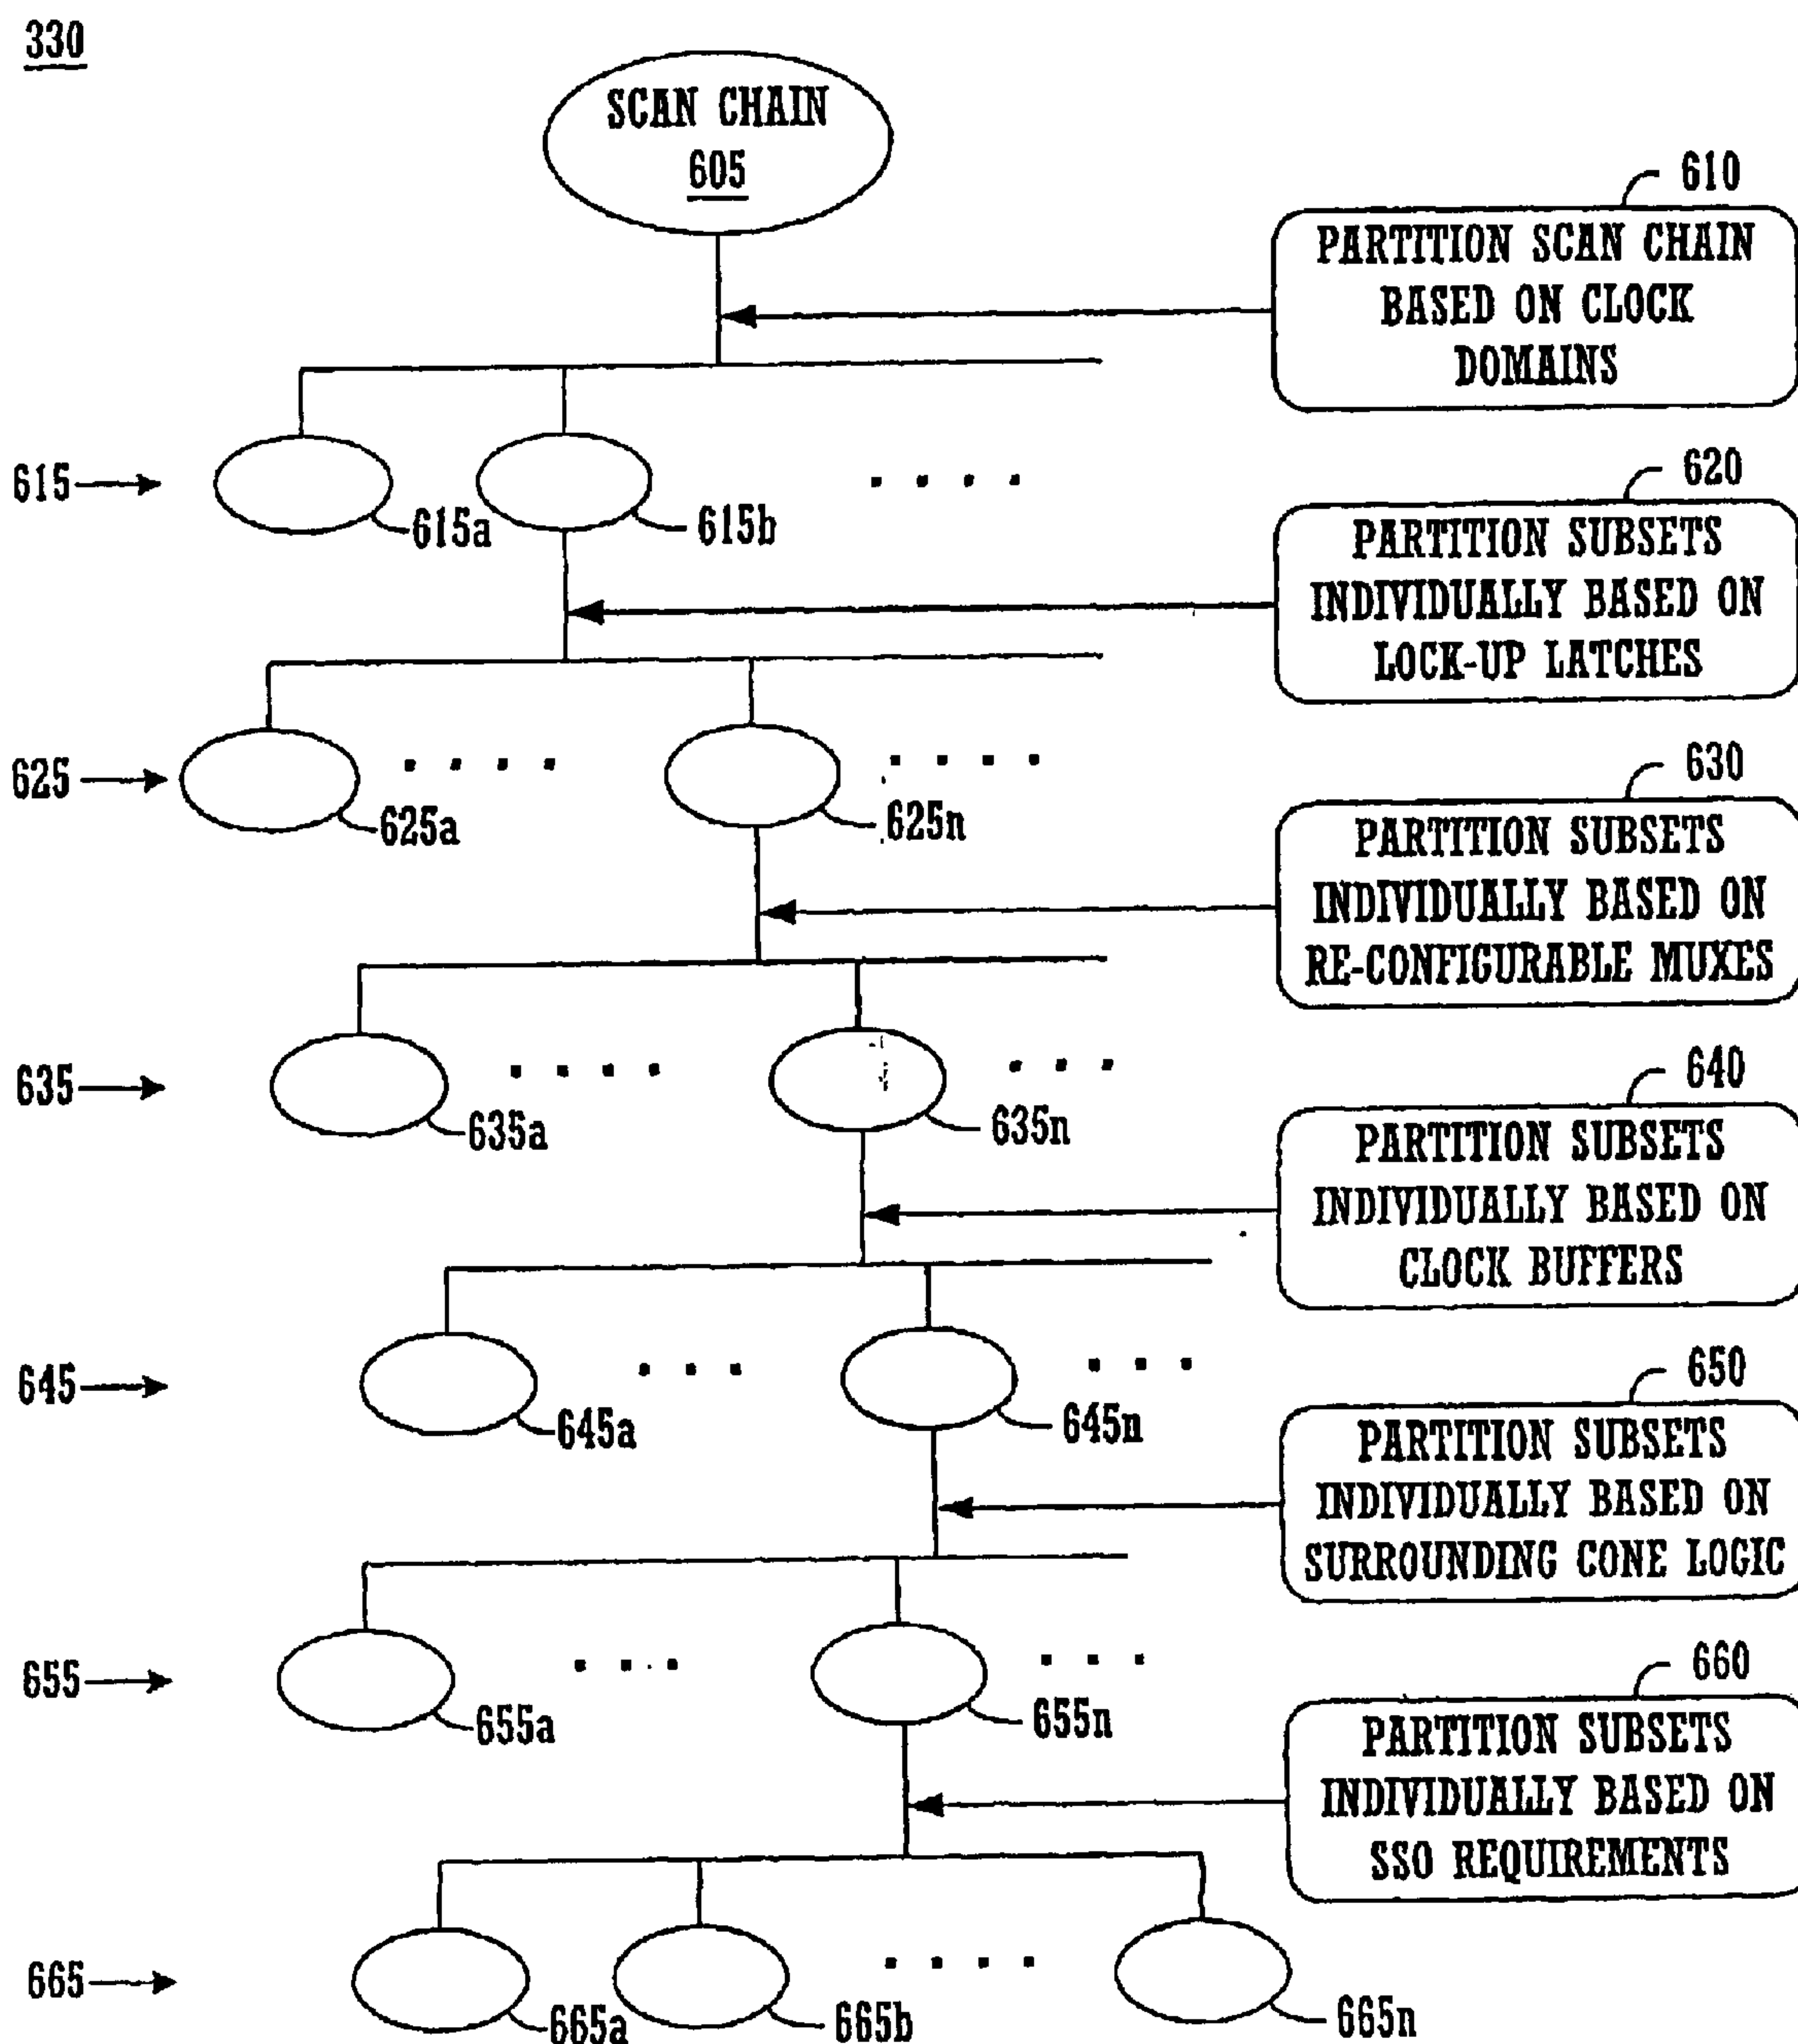 330
SCAN CHAIN
605
610
PARTITION SCAN CHAIN
BASED ON CLOCK
DOMAINS
615
615a
615b
620
PARTITION SUBSETS
INDIVIDUALLY BASED ON
LOCK-UP LATCHES
625
625a
625n
630
PARTITION SUBSETS
INDIVIDUALLY BASED ON
RE-CONFIGURABLE MUXES
635
635a
635n
640
PARTITION SUBSETS
INDIVIDUALLY BASED ON
CLOCK BUFFERS
645
645a
645n
650
PARTITION SUBSETS
INDIVIDUALLY BASED ON
SURROUNDING CONE LOGIC
655
655a
655n
660
PARTITION SUBSETS
INDIVIDUALLY BASED ON
SSO REQUIREMENTS
665
665a
665b
665n